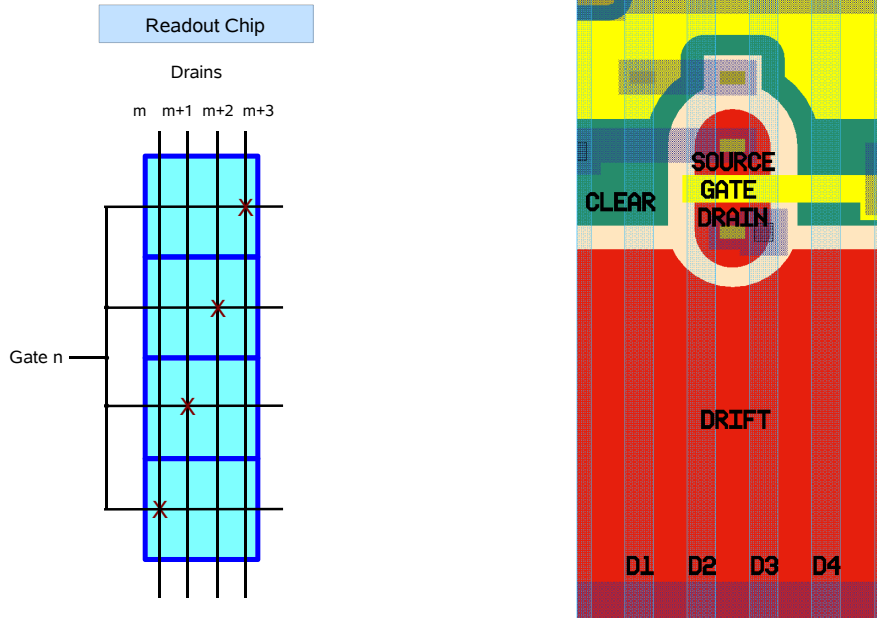 Readout Chip
Drains
m m+1 m+2 m+3
Gate n
SOURCE
GATE
CLEAR
DRAIN
DRIFT
D1 D2 D3 D4